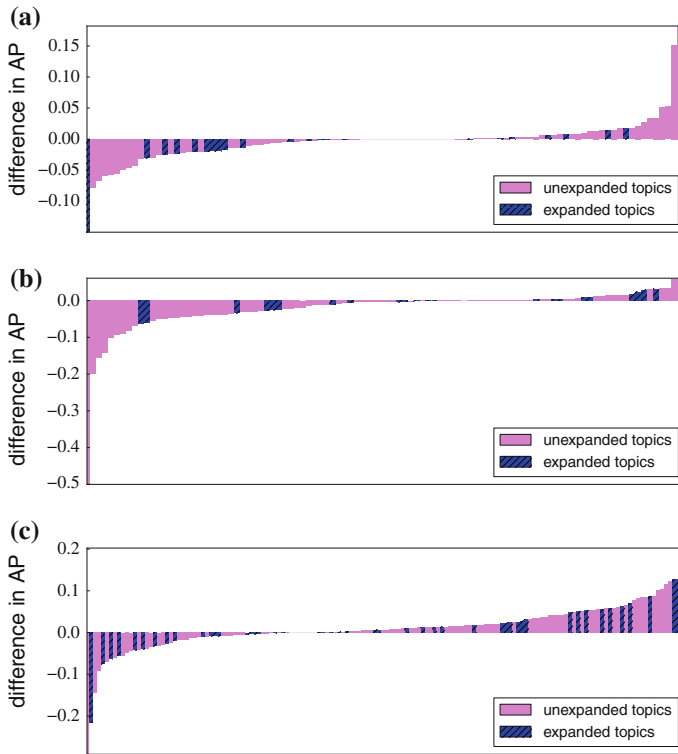 (a)
difference in AP
0.15
0.10
0.05
0.00
−0.05
−0.10
unexpanded topics
expanded topics
(b)
difference in AP
0.0
−0.1
−0.2
−0.3
−0.4
−0.5
unexpanded topics
expanded topics
(c)
difference in AP
0.2
0.1
0.0
−0.1
−0.2
unexpanded topics
expanded topics